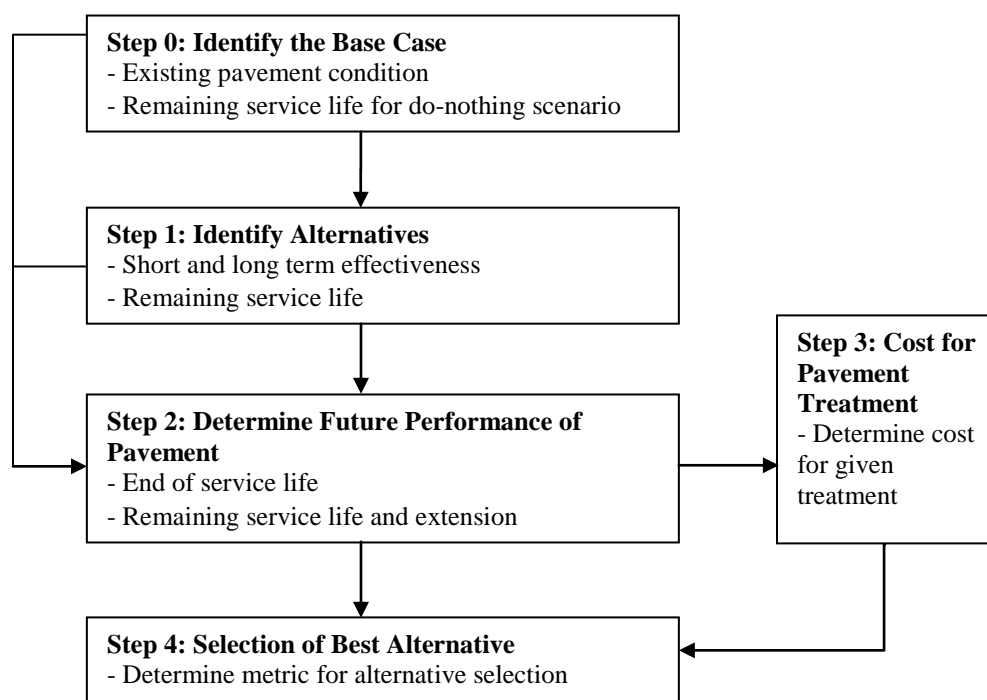 Step 0: Identify the Base Case
- Existing pavement condition
- Remaining service life for do-nothing scenario
Step 1: Identify Alternatives
- Short and long term effectiveness
- Remaining service life
Step 2: Determine Future Performance of
Pavement
- End of service life
- Remaining service life and extension
Step 3: Cost for
Pavement
Treatment
- Determine cost
for given
treatment
Step 4: Selection of Best Alternative
- Determine metric for alternative selection